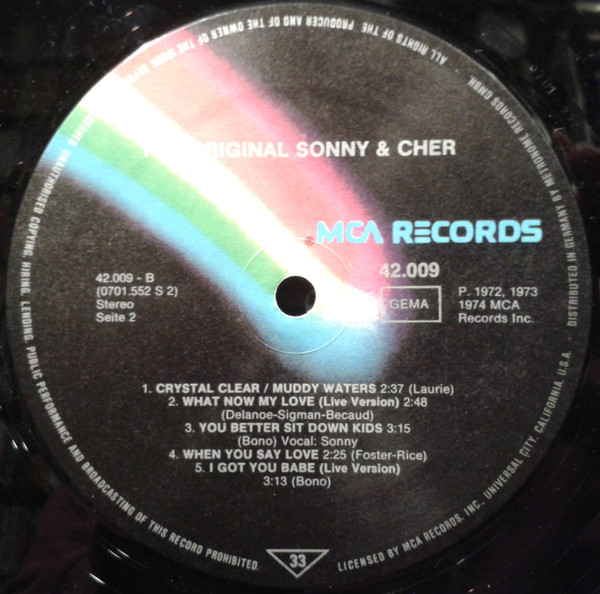 ALL RIGHTS OF THE PRODUCER AND OF THE OWNER OF THE WORK
UNAUTHORISED COPYING, HIRING, LENDING, PUBLIC PERFORMANCE AND BROADCASTING OF THIS RECORD PROHIBITED.
ORIGINAL SONNY & CHER
MCA RECORDS
42.009
42.009 - B
(0701.552 S 2)
Stereo
Seite 2
GEMA
P. 1972, 1973
1974 MCA
Records Inc.
1. CRYSTAL CLEAR / MUDDY WATERS 2:37 (Laurie)
2. WHAT NOW MY LOVE (Live Version) 2:48
(Delanoe-Sigman-Becaud)
3. YOU BETTER SIT DOWN KIDS 3:15
(Bono) Vocal: Sonny
4. WHEN YOU SAY LOVE 2:25 (Foster-Rice)
5. I GOT YOU BABE (Live Version)
3:13 (Bono)
33
LICENSED BY MCA RECORDS, INC., UNIVERSAL CITY, CALIFORNIA, U.S.A. · DISTRIBUTED IN GERMANY BY METRONOME RECORDS GMBH.